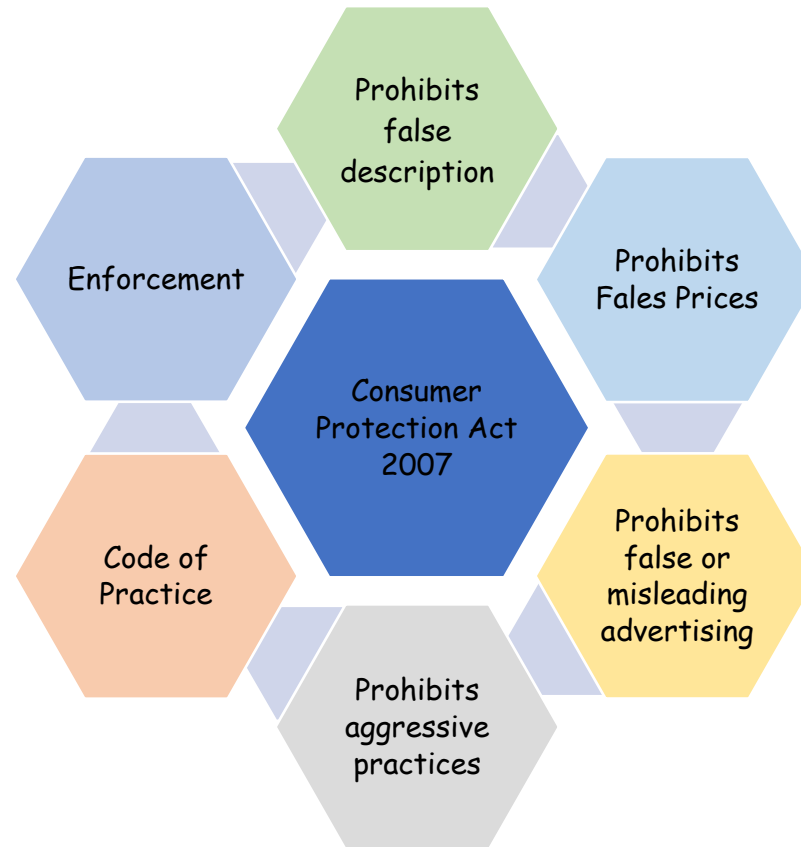 Prohibits
false
description
Prohibits
Fales Prices
Prohibits
false or
misleading
advertising
Prohibits
aggressive
practices
Code of
Practice
Enforcement
Consumer
Protection Act
2007